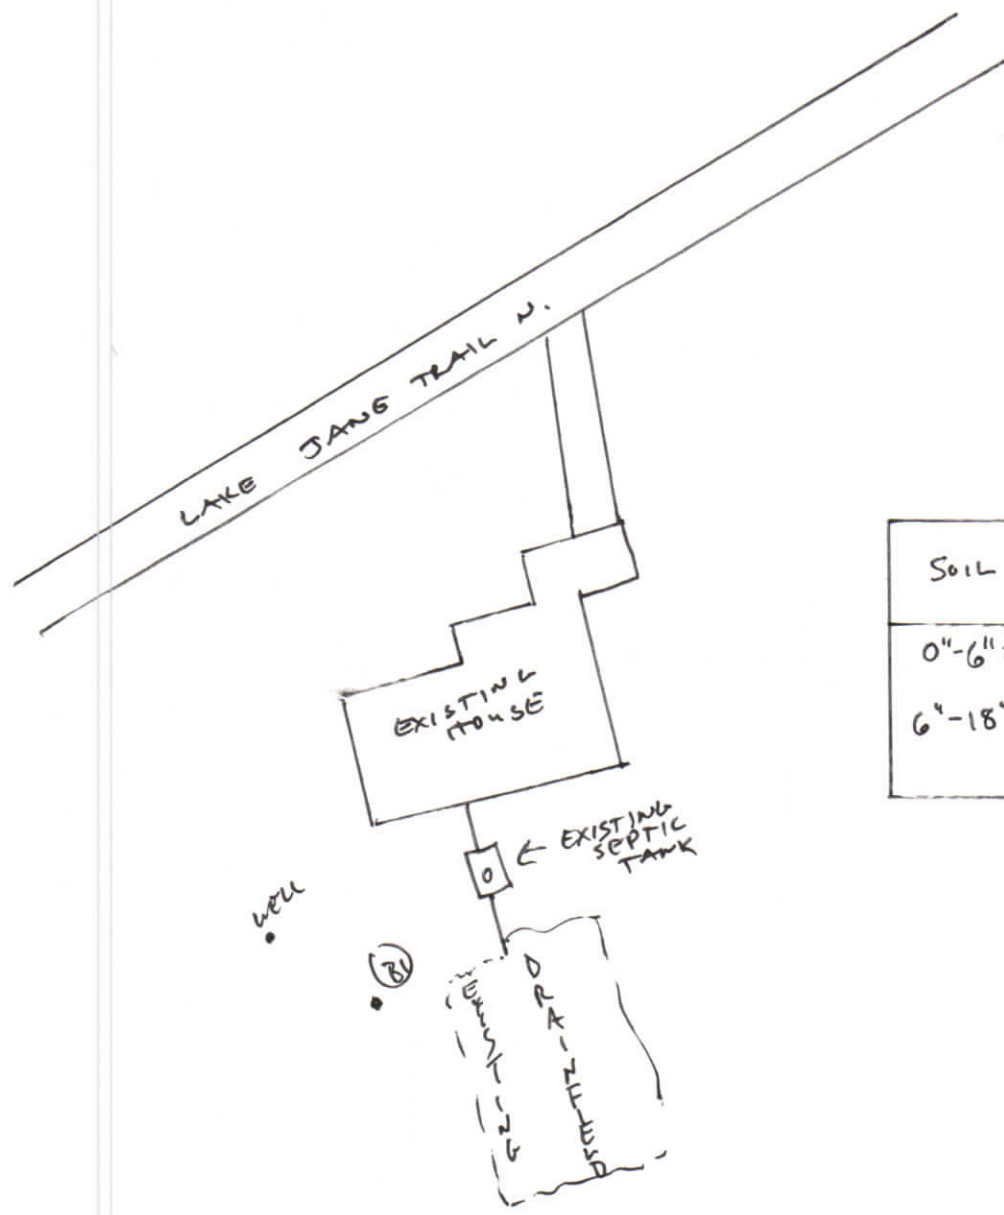 LAKE JANE TRAIL N.
SOIL
0"-6"
6"-18"
EXISTING
HOUSE
← EXISTING
SEPTIC
TANK
O
WELL
B1
EXISTING
DRAINFIELD